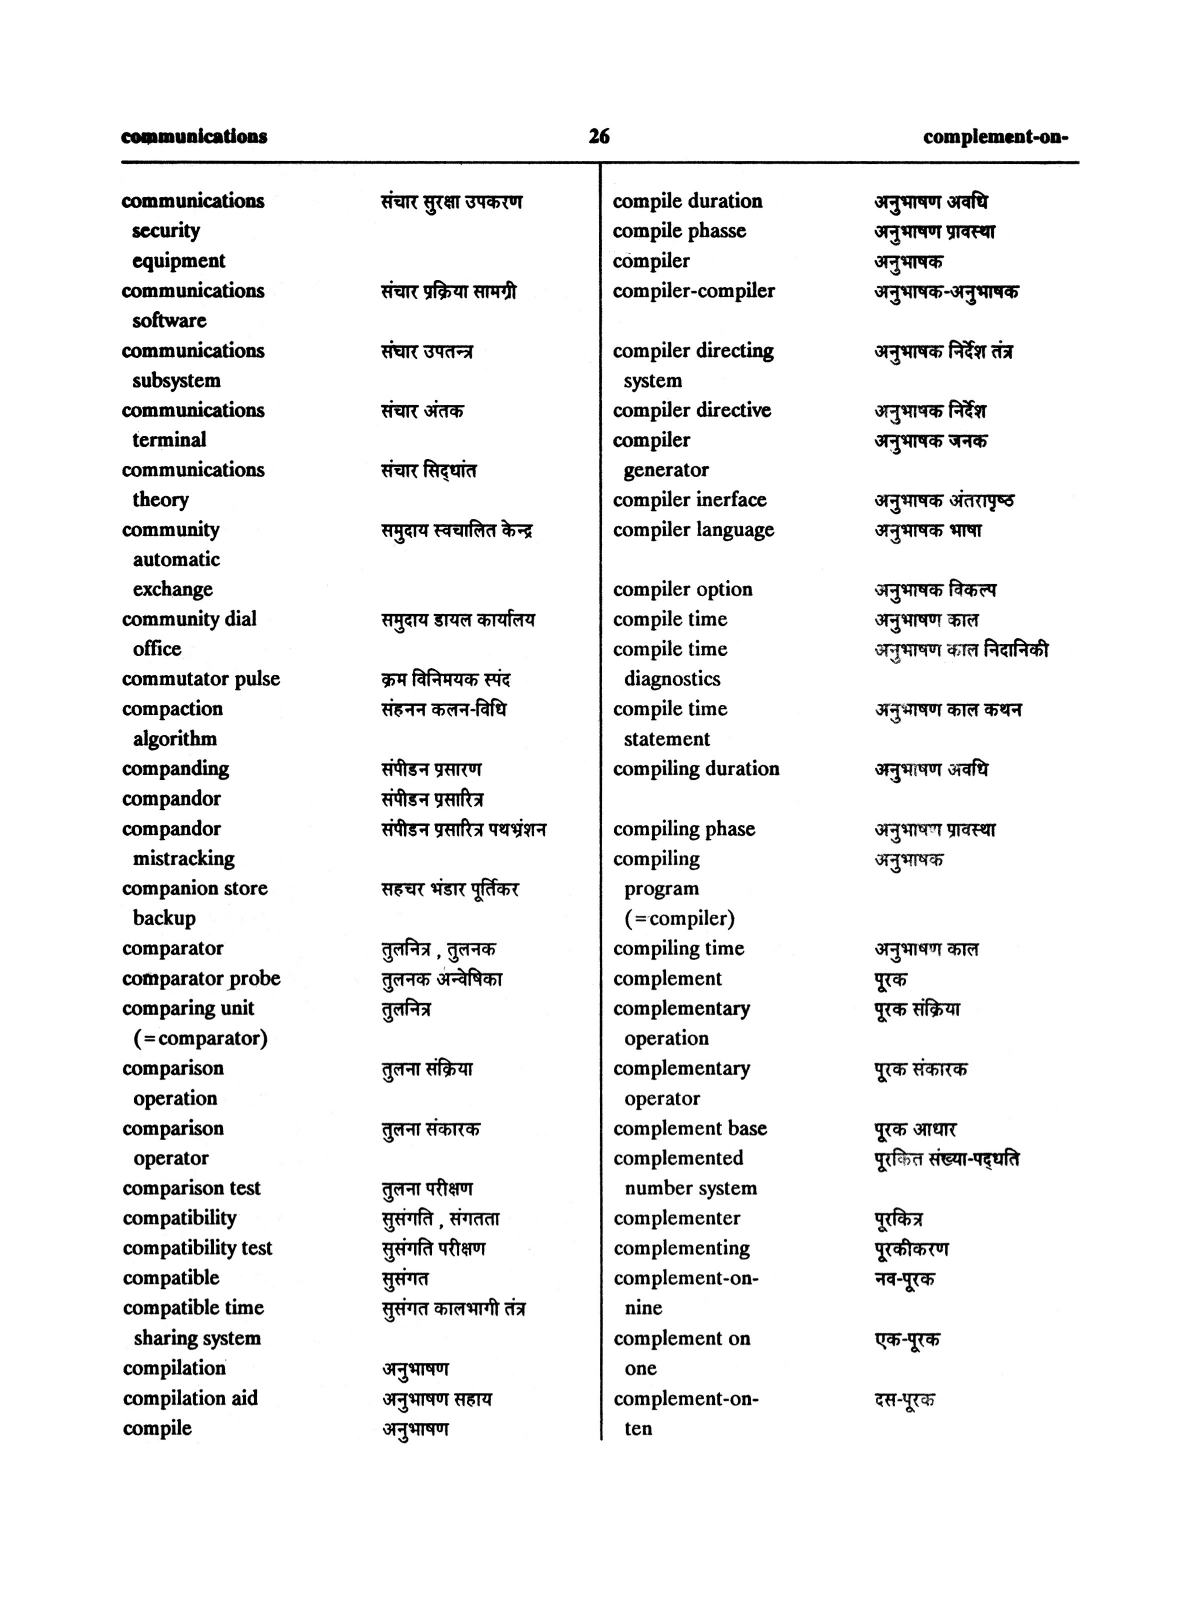 communications 26 complement-on-
communications संचार सुरक्षा उपकरण
security
equipment
communications संचार प्रक्रिया सामग्री
software
communications संचार उपतन्त्र
subsystem
communications संचार अंतक
terminal
communications संचार सिद्धांत
theory
community समुदाय स्वचालित केन्द्र
automatic
exchange
community dial समुदाय डायल कार्यालय
office
commutator pulse क्रम विनिमयक स्पंद
compaction संहनन कलन-विधि
algorithm
companding संपीडन प्रसारण
compandor संपीडन प्रसारित्र
compandor संपीडन प्रसारित्र पथभ्रंशन
mistracking
companion store सहचर भंडार पूर्तिकर
backup
comparator तुलनित्र , तुलनक
comparator probe तुलनक अन्वेषिका
comparing unit तुलनित्र
(=comparator)
comparison तुलना संक्रिया
operation
comparison तुलना संकारक
operator
comparison test तुलना परीक्षण
compatibility सुसंगति , संगतता
compatibility test सुसंगति परीक्षण
compatible सुसंगत
compatible time सुसंगत कालभागी तंत्र
sharing system
compilation अनुभाषण
compilation aid अनुभाषण सहाय
compile अनुभाषण
compile duration अनुभाषण अवधि
compile phasse अनुभाषण प्रावस्था
compiler अनुभाषक
compiler-compiler अनुभाषक-अनुभाषक
compiler directing अनुभाषक निर्देश तंत्र
system
compiler directive अनुभाषक निर्देश
compiler अनुभाषक जनक
generator
compiler inerface अनुभाषक अंतरापृष्ठ
compiler language अनुभाषक भाषा
compiler option अनुभाषक विकल्प
compile time अनुभाषण काल
compile time अनुभाषण काल निदानिकी
diagnostics
compile time अनुभाषण काल कथन
statement
compiling duration अनुभाषण अवधि
compiling phase अनुभाषण प्रावस्था
compiling अनुभाषक
program
(=compiler)
compiling time अनुभाषण काल
complement पूरक
complementary पूरक संक्रिया
operation
complementary पूरक संकारक
operator
complement base पूरक आधार
complemented पूरकित संख्या-पद्धति
number system
complementer पूरकित्र
complementing पूरकीकरण
complement-on- नव-पूरक
nine
complement on एक-पूरक
one
complement-on- दस-पूरक
ten